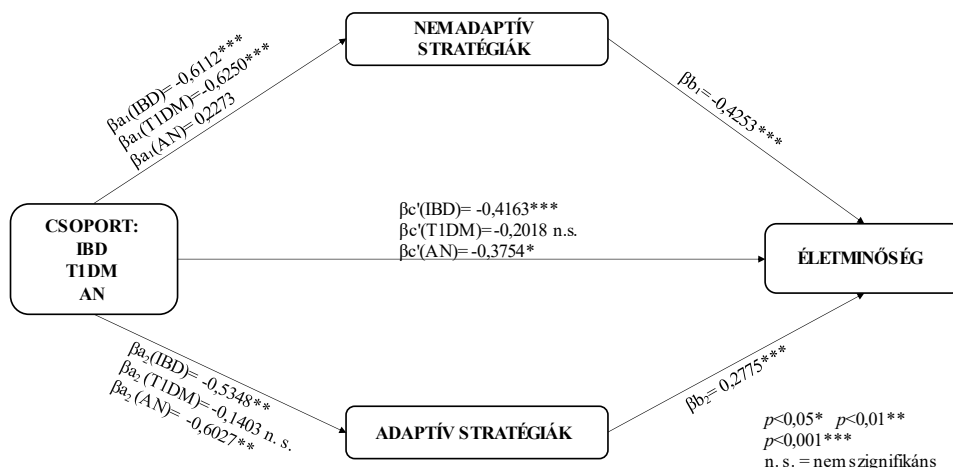 NEM ADAPTÍV
STRATÉGIÁK
βa₁(IBD)= -0,6112***
βa₁(T1DM)=-0,6250***
βa₁(AN)= 0,2273
βb₁=-0,4253***
CSOPORT:
IBD
T1DM
AN
βc'(IBD)= -0,4163***
βc'(T1DM)=-0,2018 n.s.
βc'(AN)=-0,3754*
ÉLETMINŐSÉG
βa₂(IBD)= -0,5348**
βa₂ (T1DM)=-0,1403 n. s.
βa₂ (AN)= -0,6027**
βb₂= 0,2775***
ADAPTÍV STRATÉGIÁK
p<0,05* p<0,01**
p<0,001***
n. s. = nem szignifikáns